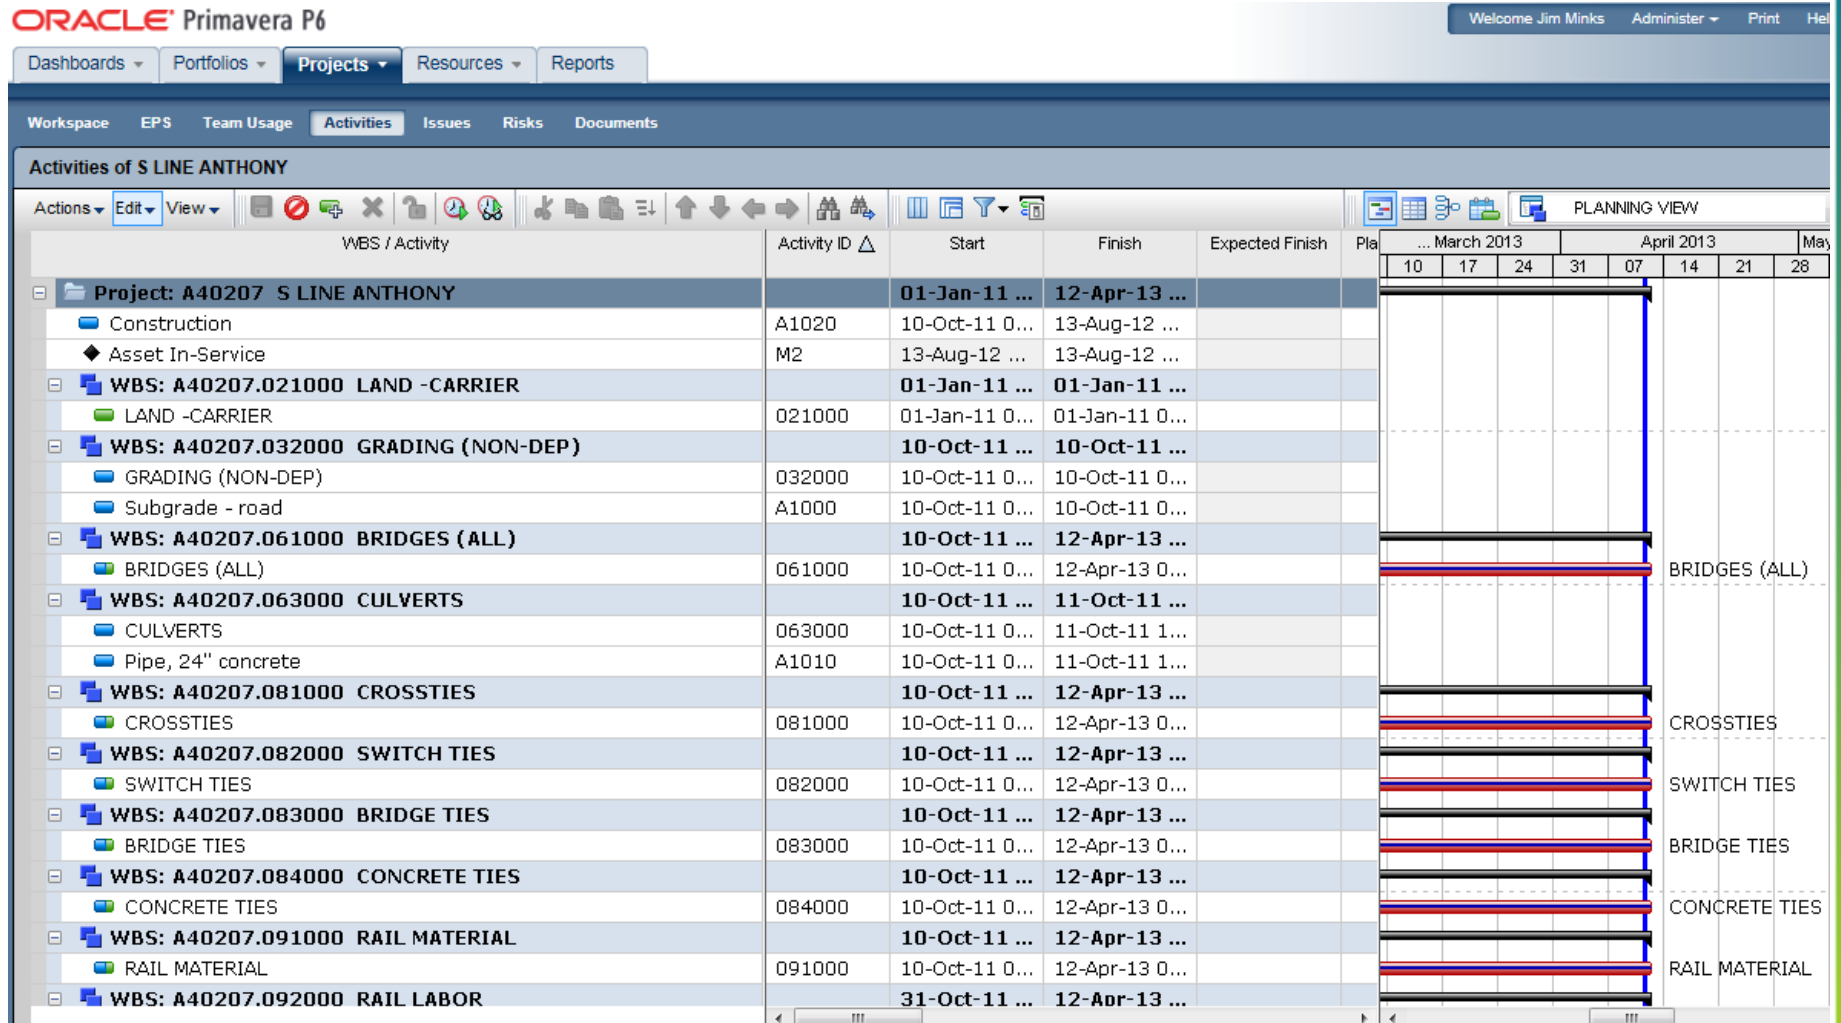 ORACLE Primavera P6
Welcome Jim Minks Administer Print Hel
Dashboards Portfolios Projects Resources Reports
Workspace EPS Team Usage Activities Issues Risks Documents
Activities of S LINE ANTHONY
Actions Edit View PLANNING VIEW
WBS / Activity Activity ID Start Finish Expected Finish Pla ... March 2013 April 2013 May
10 17 24 31 07 14 21 28
Project: A40207 S LINE ANTHONY 01-Jan-11 ... 12-Apr-13 ...
Construction A1020 10-Oct-11 0... 13-Aug-12 ...
Asset In-Service M2 13-Aug-12 ... 13-Aug-12 ...
WBS: A40207.021000 LAND -CARRIER 01-Jan-11 ... 01-Jan-11 ...
LAND -CARRIER 021000 01-Jan-11 0... 01-Jan-11 0...
WBS: A40207.032000 GRADING (NON-DEP) 10-Oct-11 ... 10-Oct-11 ...
GRADING (NON-DEP) 032000 10-Oct-11 0... 10-Oct-11 0...
Subgrade - road A1000 10-Oct-11 0... 10-Oct-11 0...
WBS: A40207.061000 BRIDGES (ALL) 10-Oct-11 ... 12-Apr-13 ...
BRIDGES (ALL) 061000 10-Oct-11 0... 12-Apr-13 0... BRIDGES (ALL)
WBS: A40207.063000 CULVERTS 10-Oct-11 ... 11-Oct-11 ...
CULVERTS 063000 10-Oct-11 0... 11-Oct-11 1...
Pipe, 24" concrete A1010 10-Oct-11 0... 11-Oct-11 1...
WBS: A40207.081000 CROSSTIES 10-Oct-11 ... 12-Apr-13 ...
CROSSTIES 081000 10-Oct-11 0... 12-Apr-13 0... CROSSTIES
WBS: A40207.082000 SWITCH TIES 10-Oct-11 ... 12-Apr-13 ...
SWITCH TIES 082000 10-Oct-11 0... 12-Apr-13 0... SWITCH TIES
WBS: A40207.083000 BRIDGE TIES 10-Oct-11 ... 12-Apr-13 ...
BRIDGE TIES 083000 10-Oct-11 0... 12-Apr-13 0... BRIDGE TIES
WBS: A40207.084000 CONCRETE TIES 10-Oct-11 ... 12-Apr-13 ...
CONCRETE TIES 084000 10-Oct-11 0... 12-Apr-13 0... CONCRETE TIES
WBS: A40207.091000 RAIL MATERIAL 10-Oct-11 ... 12-Apr-13 ...
RAIL MATERIAL 091000 10-Oct-11 0... 12-Apr-13 0... RAIL MATERIAL
WBS: A40207.092000 RAIL LABOR 31-Oct-11 ... 12-Apr-13 ...